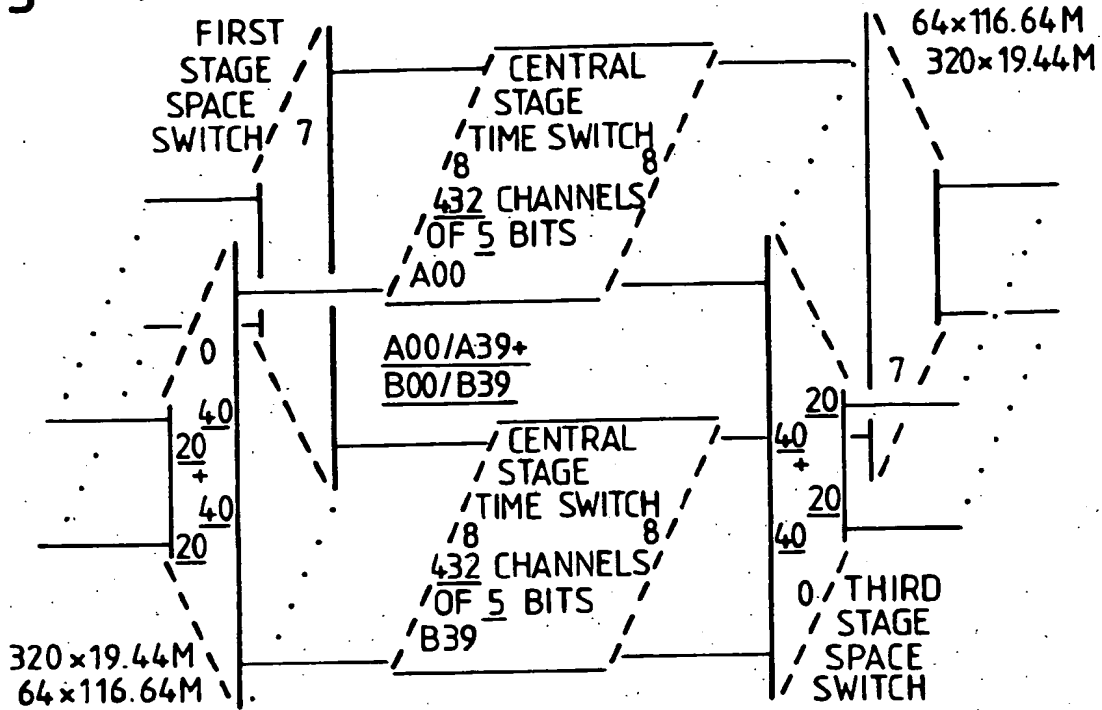 FIRST
STAGE
SPACE
SWITCH
7
CENTRAL
STAGE
TIME SWITCH
8 8
432 CHANNELS
OF 5 BITS
A00
64×116.64M
320×19.44M
0
A00/A39+
B00/B39
7
40
20
+
40
20
20
40
+
20
40
CENTRAL
STAGE
TIME SWITCH
8 8
432 CHANNELS
OF 5 BITS
B39
0
THIRD
STAGE
SPACE
SWITCH
320×19.44M
64×116.64M